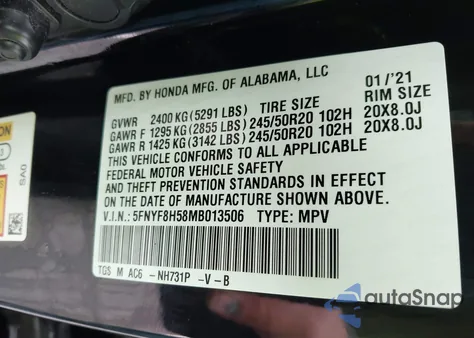 MFD. BY HONDA MFG. OF ALABAMA, LLC 01/'21
GVWR 2400 KG (5291 LBS) TIRE SIZE RIM SIZE
GAWR F 1295 KG (2855 LBS) 245/50R20 102H 20X8.0J
GAWR R 1425 KG (3142 LBS) 245/50R20 102H 20X8.0J
THIS VEHICLE CONFORMS TO ALL APPLICABLE
FEDERAL MOTOR VEHICLE SAFETY
AND THEFT PREVENTION STANDARDS IN EFFECT
ON THE DATE OF MANUFACTURE SHOWN ABOVE.
V.I.N.: 5FNYF8H58MB013506 TYPE: MPV
TGS M AC6 -NH731P -V-B
SA0
autoSnap